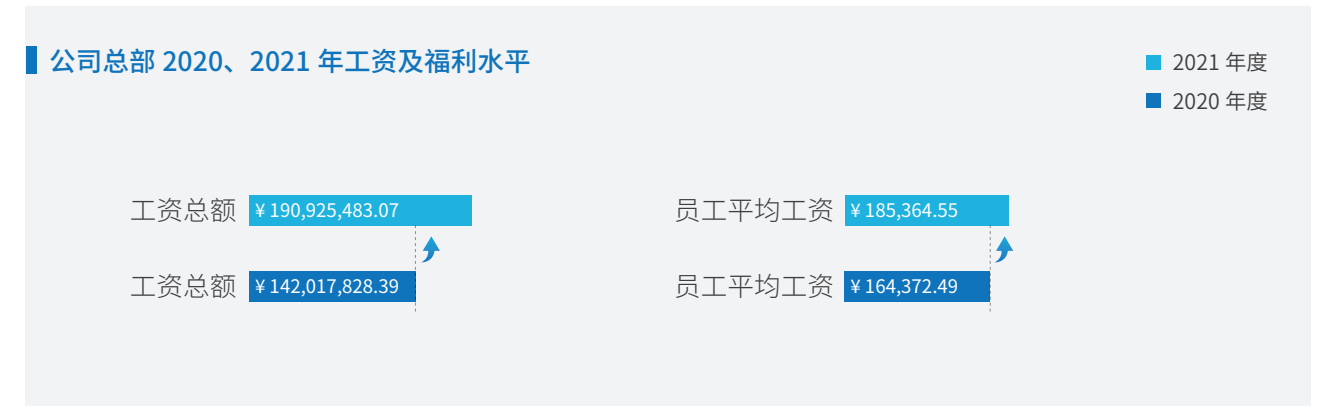 公司总部 2020、2021 年工资及福利水平
2021 年度
2020 年度
工资总额 ¥ 190,925,483.07
员工平均工资 ¥ 185,364.55
工资总额 ¥ 142,017,828.39
员工平均工资 ¥ 164,372.49